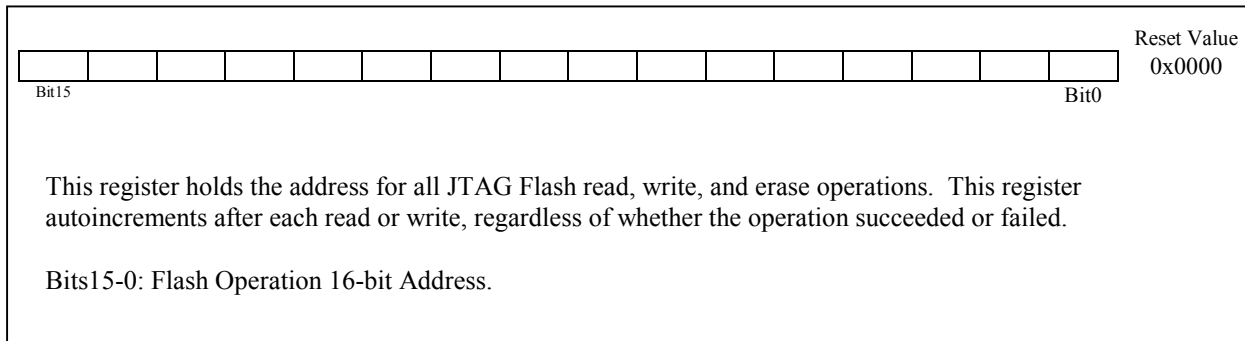 Reset Value
0x0000
Bit15
Bit0
This register holds the address for all JTAG Flash read, write, and erase operations.  This register
autoincrements after each read or write, regardless of whether the operation succeeded or failed.
Bits15-0: Flash Operation 16-bit Address.